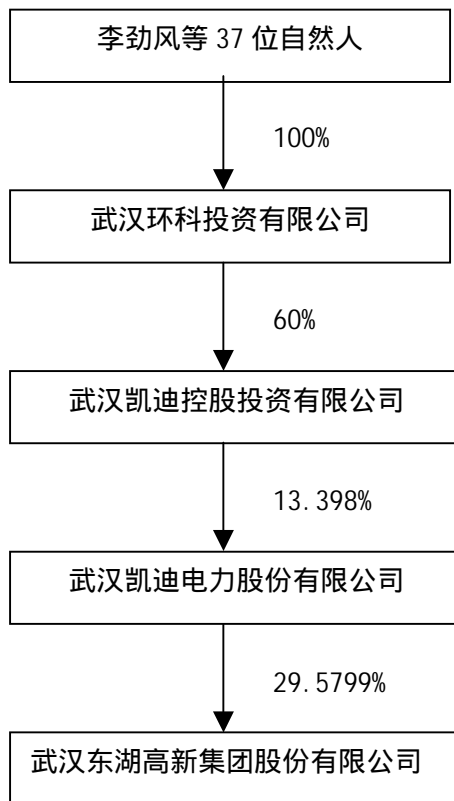 李劲风等 37 位自然人
100%
武汉环科投资有限公司
60%
武汉凯迪控股投资有限公司
13.398%
武汉凯迪电力股份有限公司
29.5799%
武汉东湖高新集团股份有限公司